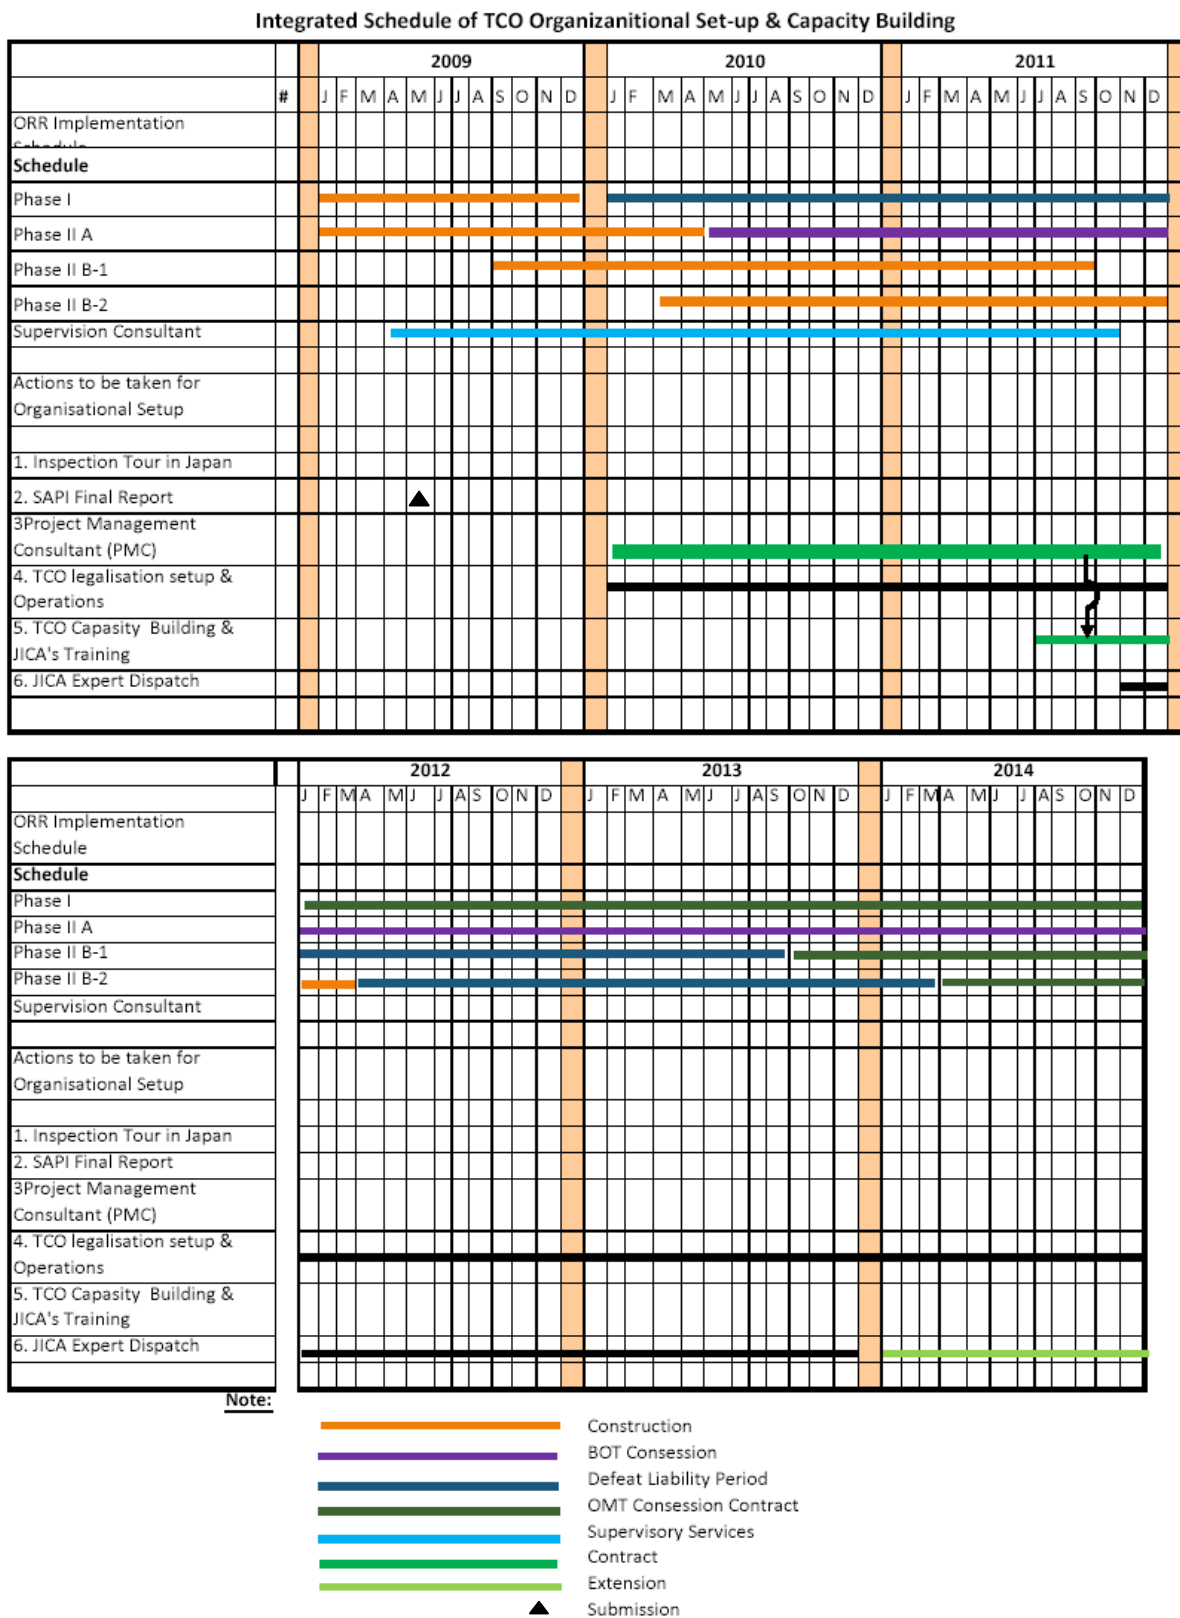 Integrated Schedule of TCO Organizanitional Set-up & Capacity Building
2009 2010 2011
# J F M A M J J A S O N D J F M A M J J A S O N D J F M A M J J A S O N D
ORR Implementation
Schedule
Schedule
Phase I
Phase II A
Phase II B-1
Phase II B-2
Supervision Consultant
Actions to be taken for
Organisational Setup
1. Inspection Tour in Japan
2. SAPI Final Report
3Project Management
Consultant (PMC)
4. TCO legalisation setup &
Operations
5. TCO Capasity Building &
JICA's Training
6. JICA Expert Dispatch
2012 2013 2014
J F M A M J J A S O N D J F M A M J J A S O N D J F M A M J J A S O N D
ORR Implementation
Schedule
Schedule
Phase I
Phase II A
Phase II B-1
Phase II B-2
Supervision Consultant
Actions to be taken for
Organisational Setup
1. Inspection Tour in Japan
2. SAPI Final Report
3Project Management
Consultant (PMC)
4. TCO legalisation setup &
Operations
5. TCO Capasity Building &
JICA's Training
6. JICA Expert Dispatch
Note:
Construction
BOT Consession
Defeat Liability Period
OMT Consession Contract
Supervisory Services
Contract
Extension
Submission